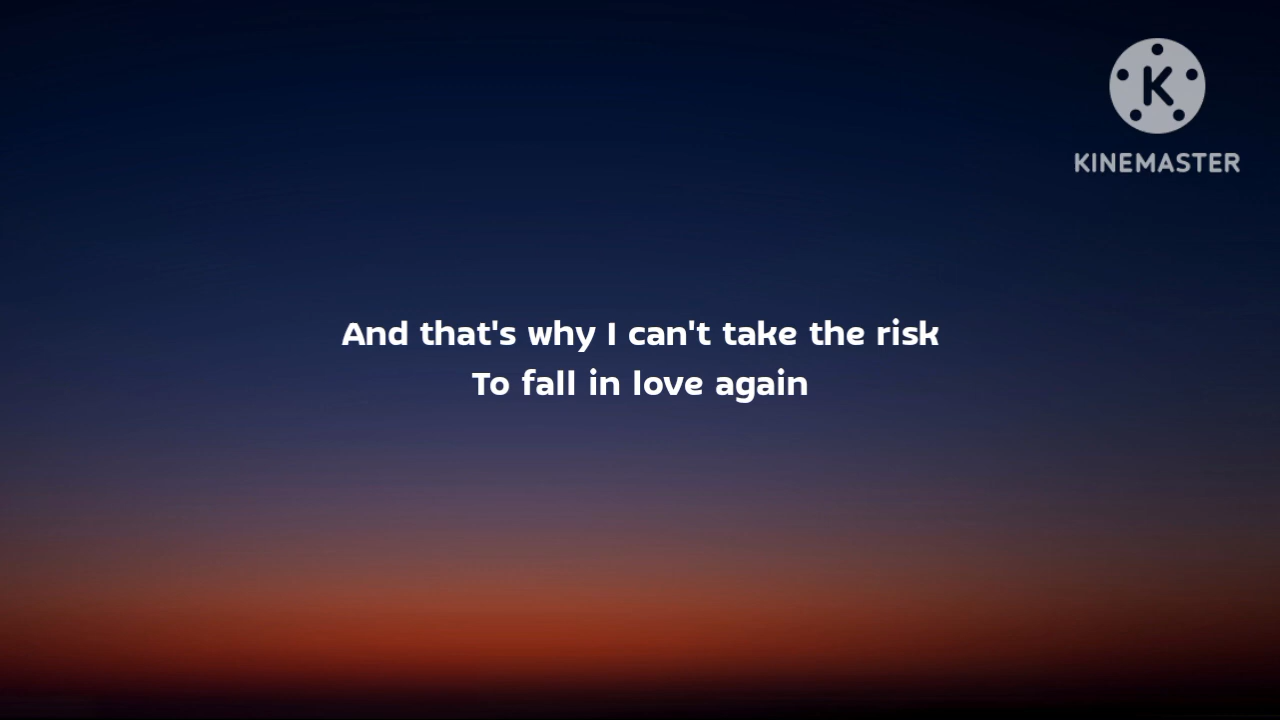 K
KINEMASTER
And that's why I can't take the risk
To fall in love again